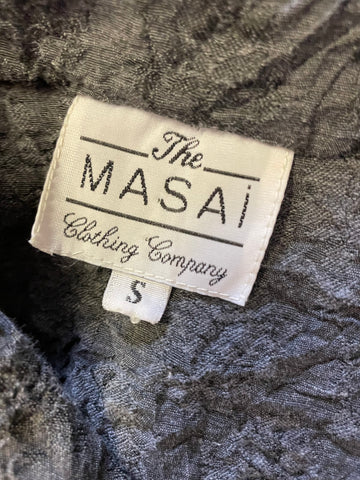 The
MASAi
Clothing Company
S